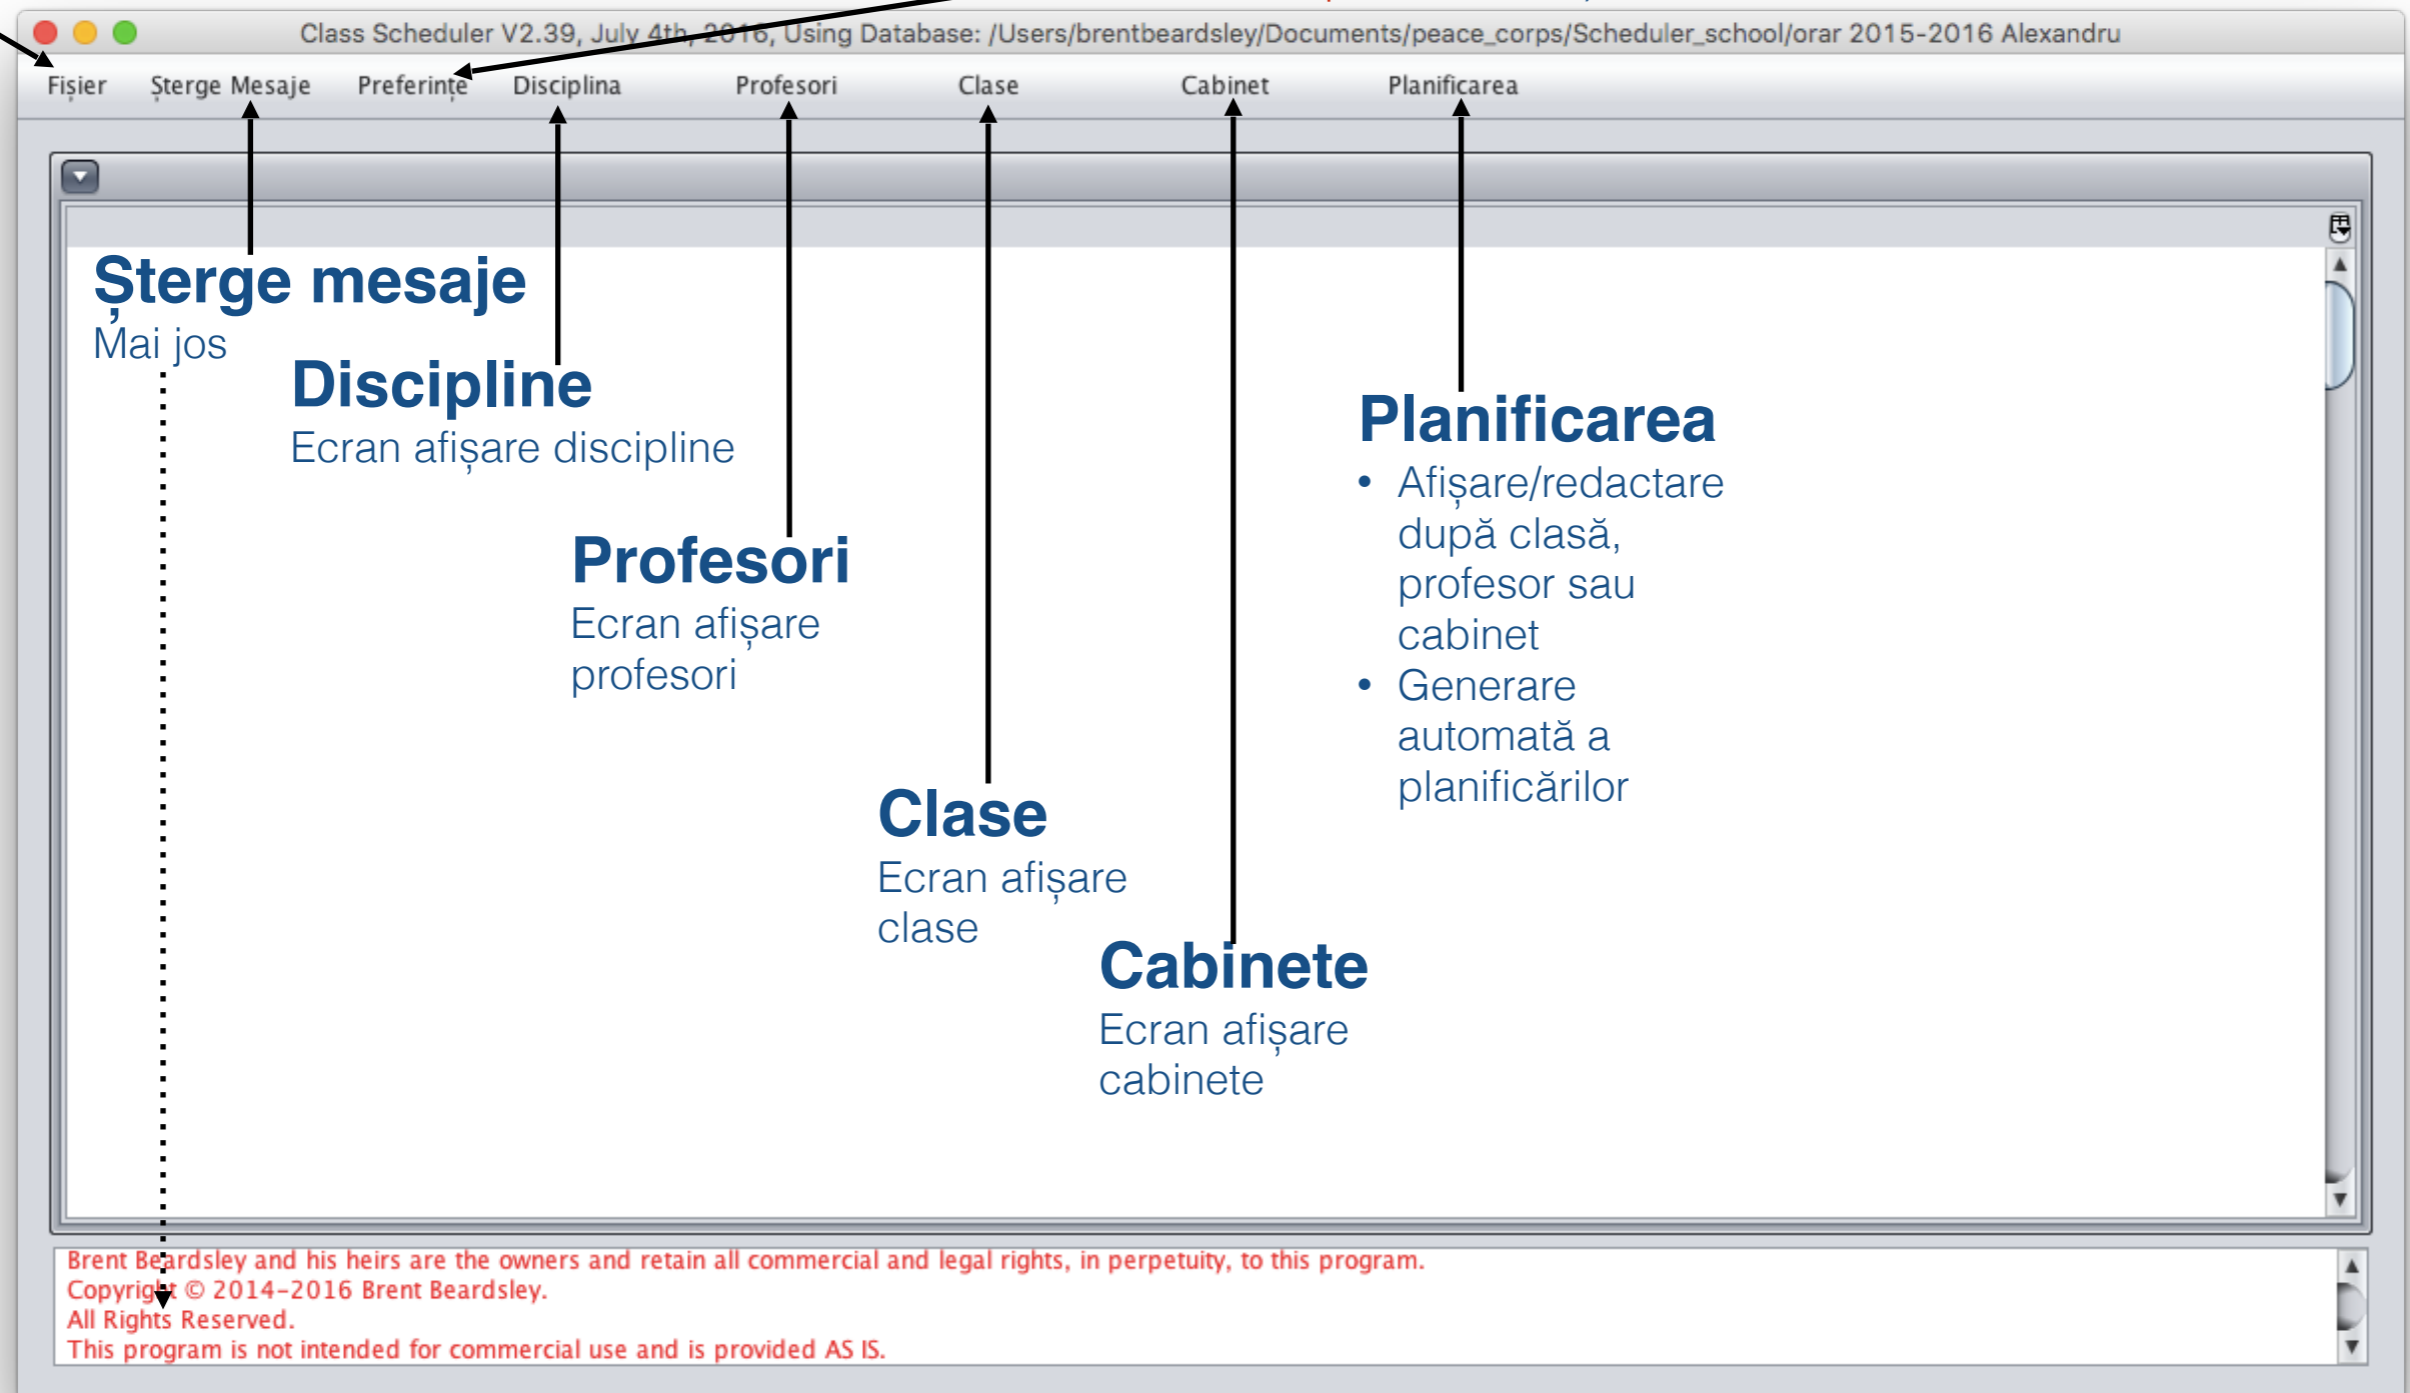 Class Scheduler V2.39, July 4th, 2016, Using Database: /Users/brentbeardsley/Documents/peace_corps/Scheduler_school/orar 2015-2016 Alexandru
Fișier Șterge Mesaje Preferințe Disciplina Profesori Clase Cabinet Planificarea
Șterge mesaje
Mai jos
Discipline
Ecran afișare discipline
Profesori
Ecran afișare
profesori
Clase
Ecran afișare
clase
Cabinete
Ecran afișare
cabinete
Planificarea
• Afișare/redactare
după clasă,
profesor sau
cabinet
• Generare
automată a
planificărilor
Brent Beardsley and his heirs are the owners and retain all commercial and legal rights, in perpetuity, to this program.
Copyright © 2014-2016 Brent Beardsley.
All Rights Reserved.
This program is not intended for commercial use and is provided AS IS.